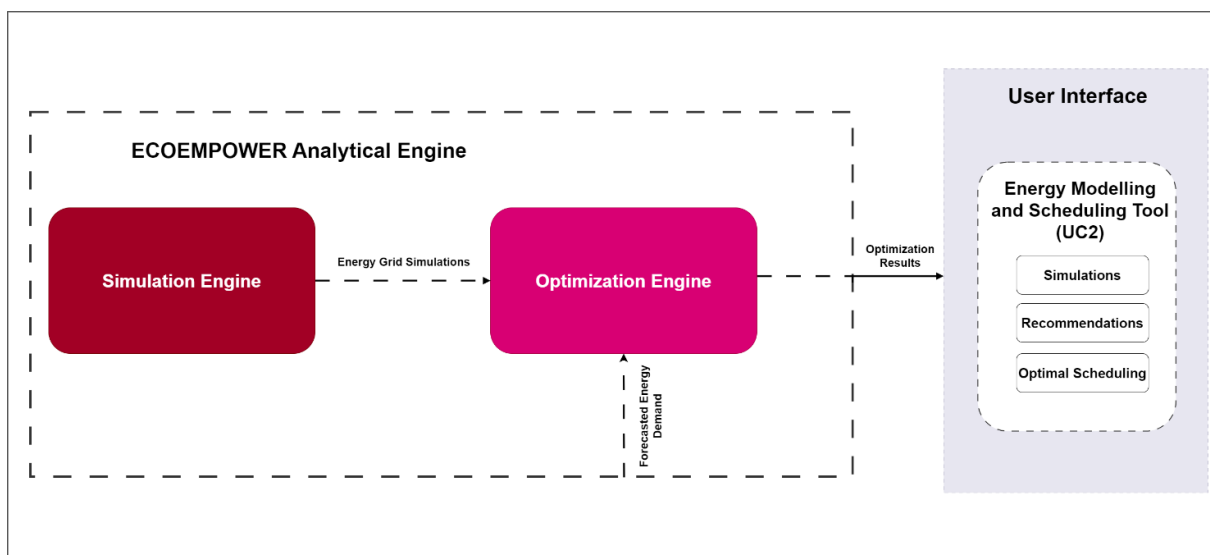 User Interface
ECOEMPOWER Analytical Engine
Simulation Engine
Energy Grid Simulations
Optimization Engine
Forecasted Energy
Demand
Optimization
Results
Energy Modelling
and Scheduling Tool
(UC2)
Simulations
Recommendations
Optimal Scheduling